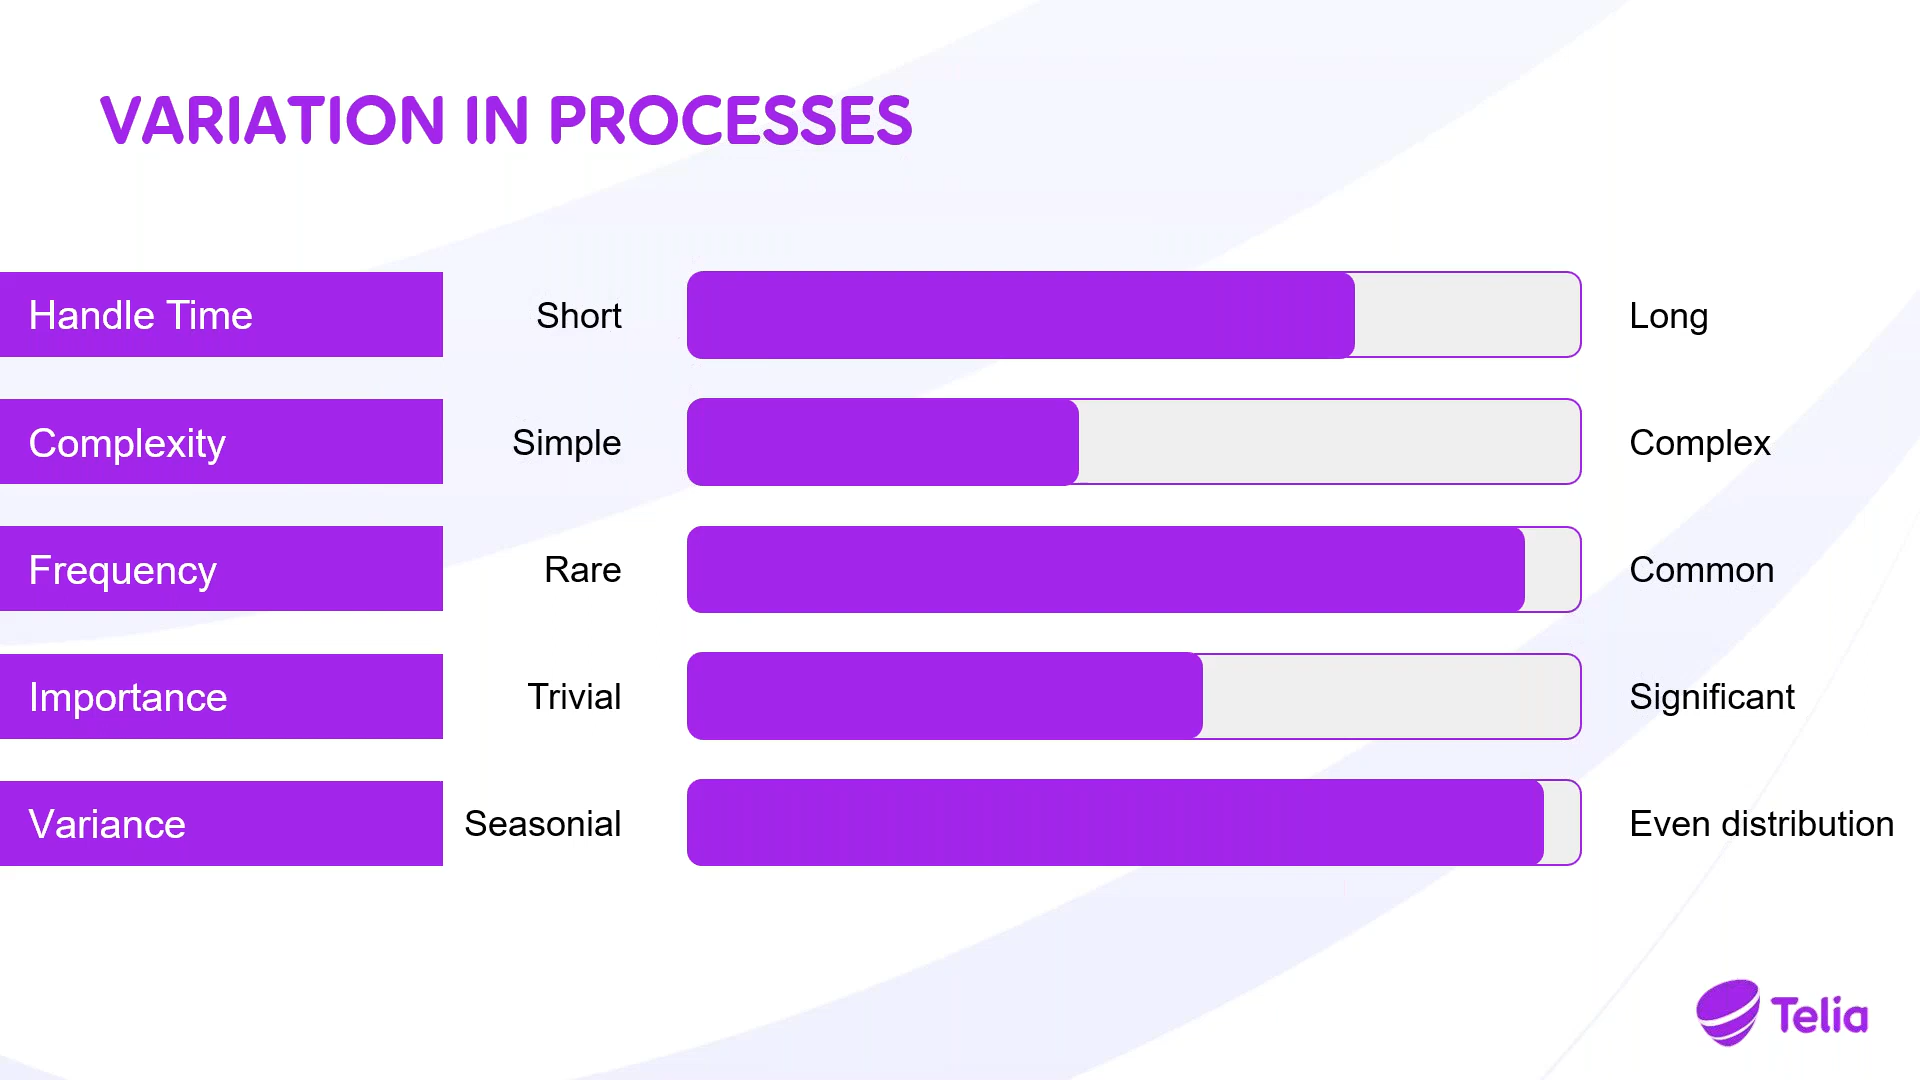 VARIATION IN PROCESSES
Handle Time Short Long
Complexity Simple Complex
Frequency Rare Common
Importance Trivial Significant
Variance Seasonial Even distribution
Telia